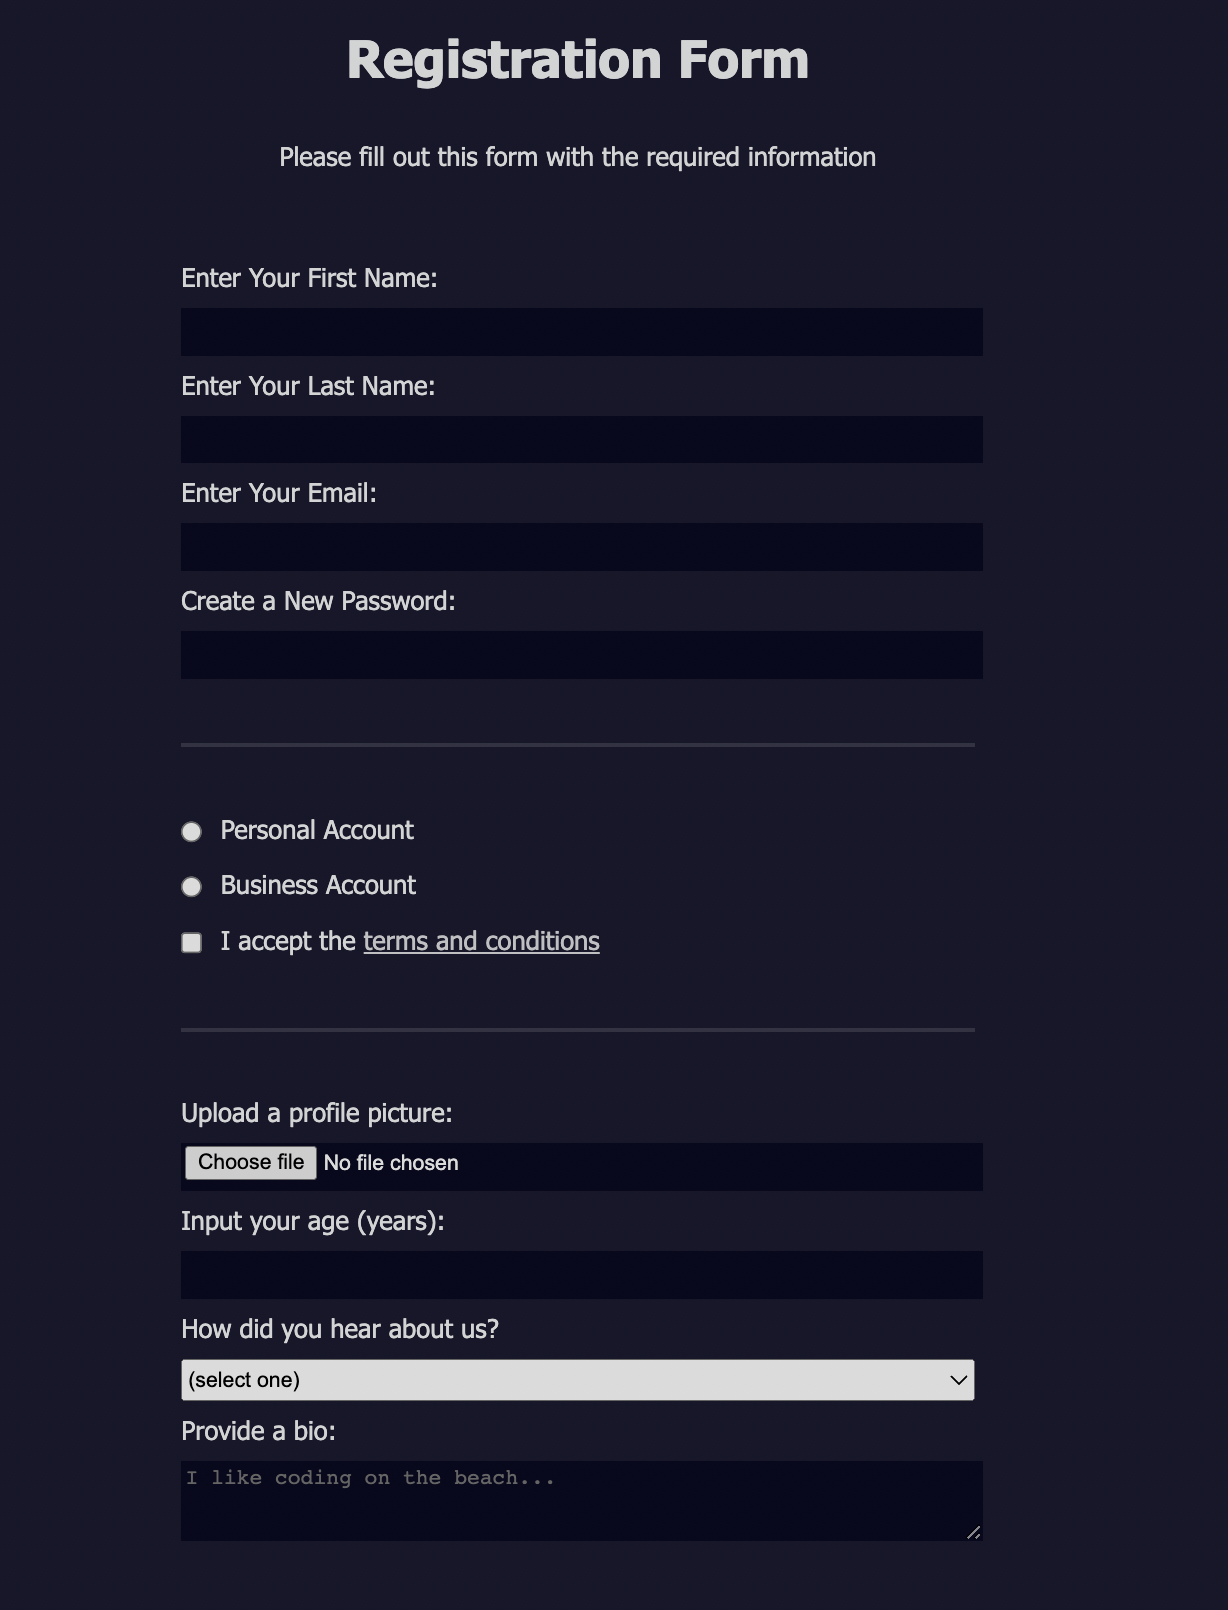 Registration Form
Please fill out this form with the required information
Enter Your First Name:
Enter Your Last Name:
Enter Your Email:
Create a New Password:
Personal Account
Business Account
I accept the terms and conditions
Upload a profile picture:
Choose file No file chosen
Input your age (years):
How did you hear about us?
(select one)
Provide a bio:
I like coding on the beach...